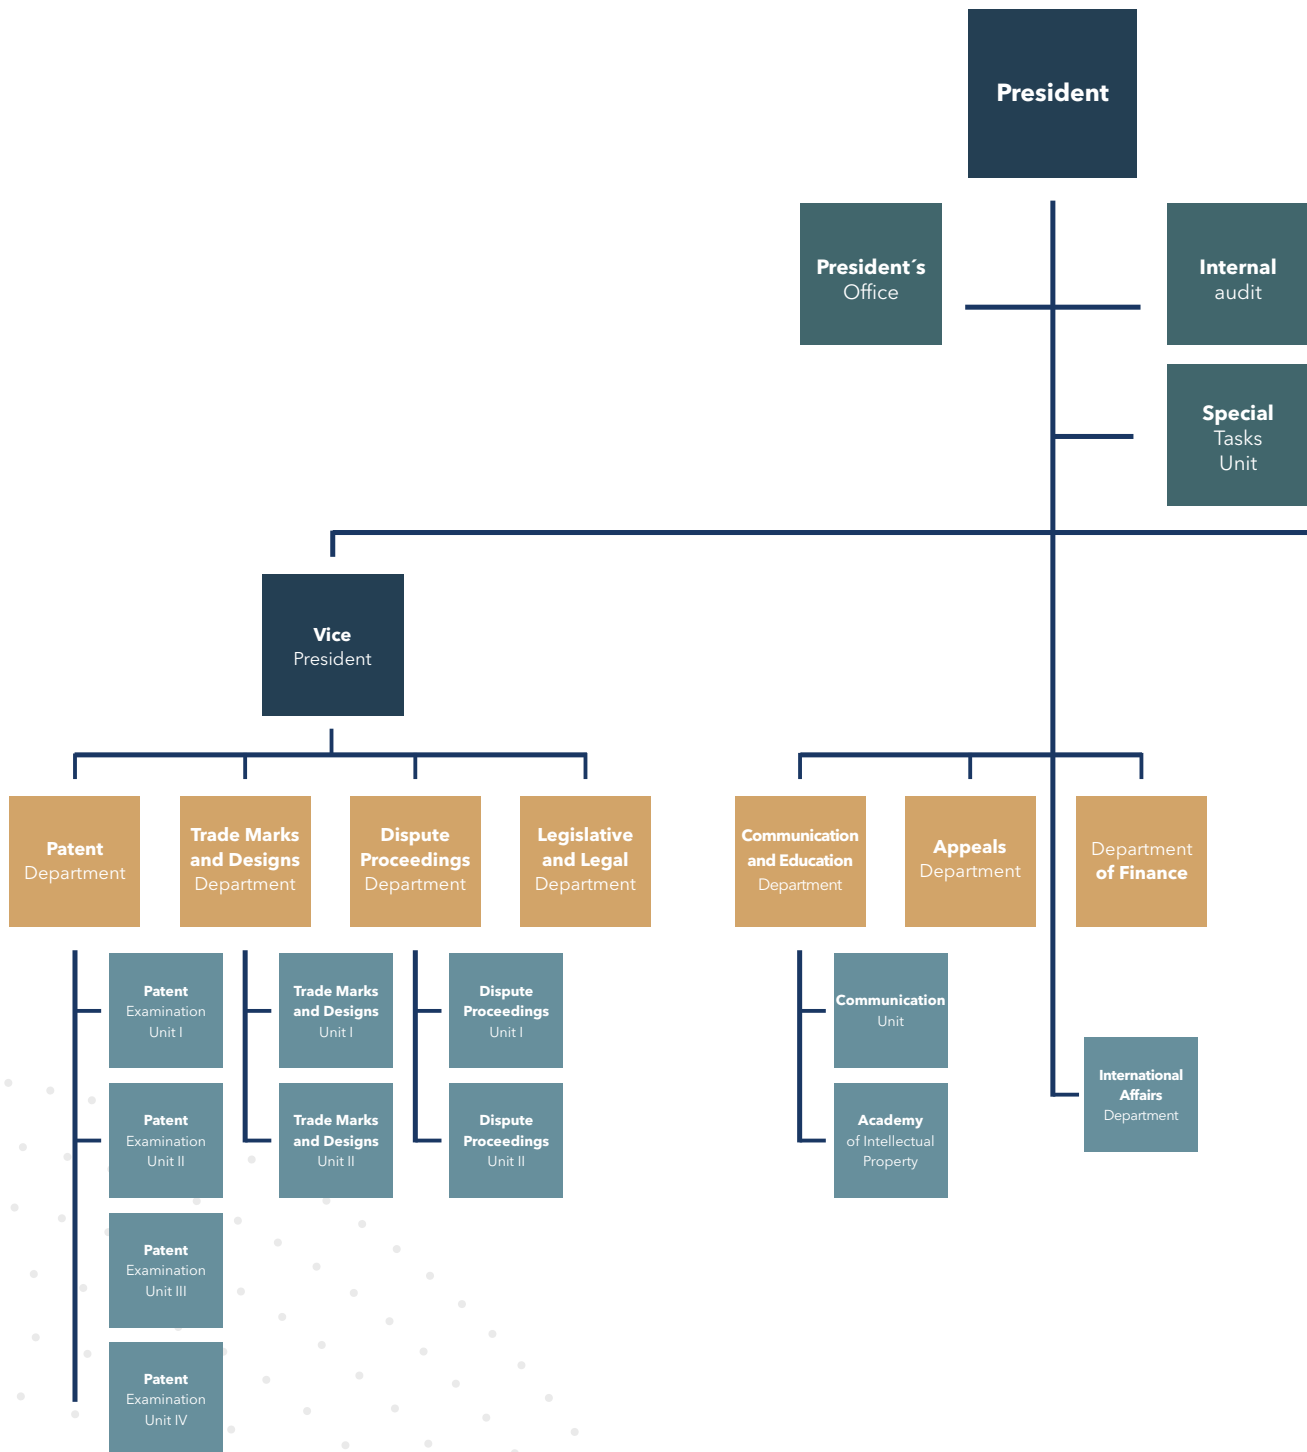 President
President´s
Office
Internal
audit
Special
Tasks
Unit
Vice
President
Patent
Department
Trade Marks
and Designs
Department
Dispute
Proceedings
Department
Legislative
and Legal
Department
Communication
and Education
Department
Appeals
Department
Department
of Finance
Patent
Examination
Unit I
Trade Marks
and Designs
Unit I
Dispute
Proceedings
Unit I
Communication
Unit
International
Affairs
Department
Patent
Examination
Unit II
Trade Marks
and Designs
Unit II
Dispute
Proceedings
Unit II
Academy
of Intellectual
Property
Patent
Examination
Unit III
Patent
Examination
Unit IV